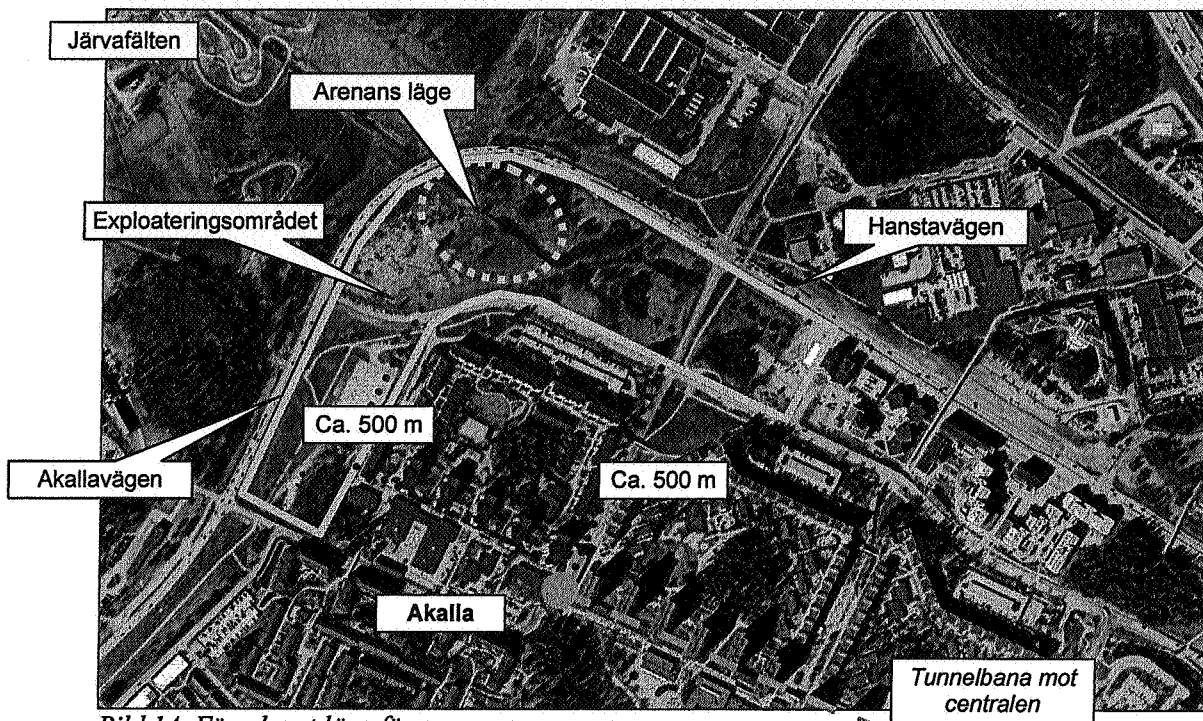 Järvafälten
Arenans läge
Exploateringsområdet
Hanstavägen
Ca. 500 m
Akallavägen
Ca. 500 m
Akalla
Tunnelbana mot
centralen